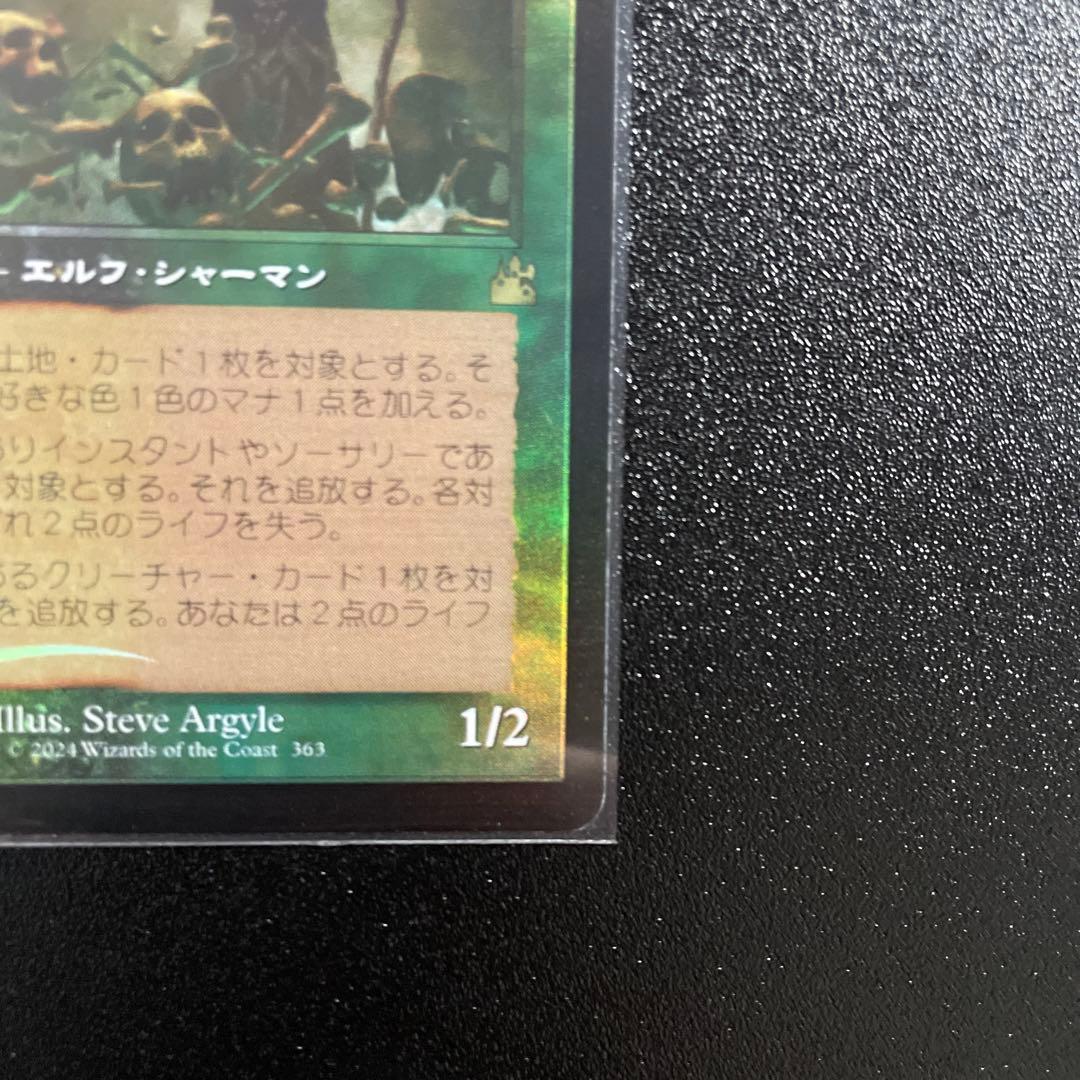 エルフ・シャーマン
土地・カード1枚を対象とする。そ
好きな色1色のマナ1点を加える。
りインスタントやソーサリーであ
対象とする。それを追放する。各対
れ2点のライフを失う。
あるクリーチャー・カード1枚を対
を追放する。あなたは2点のライフ
Illus. Steve Argyle
© 2024 Wizards of the Coast 363
1/2